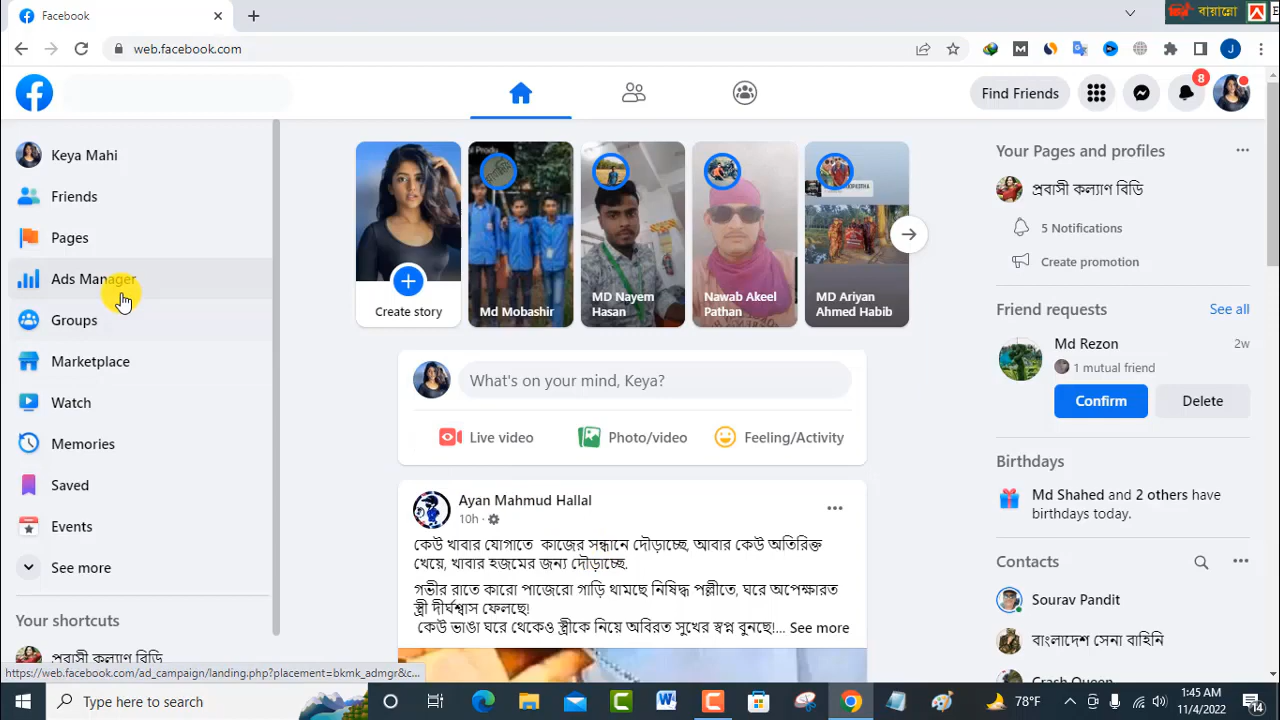 Facebook
বায়ান্নো
web.facebook.com
Find Friends
8
Keya Mahi
Friends
Pages
Ads Manager
Groups
Marketplace
Watch
Memories
Saved
Events
See more
Your shortcuts
প্রবাসী কল্যাণ বিডি
https://web.facebook.com/ad_campaign/landing.php?placement=bkmk_admgr&c...
Create story
Md Mobashir
MD Nayem
Hasan
Nawab Akeel
Pathan
MD Ariyan
Ahmed Habib
What's on your mind, Keya?
Live video
Photo/video
Feeling/Activity
Ayan Mahmud Hallal
10h
কেউ খাবার যোগাতে কাজের সন্ধানে দৌড়াচ্ছে, আবার কেউ অতিরিক্ত
খেয়ে, খাবার হজমের জন্য দৌড়াচ্ছে.
গভীর রাতে কারো পাজেরো গাড়ি থামছে নিষিদ্ধ পল্লীতে, ঘরে অপেক্ষারত
স্ত্রী দীর্ঘশ্বাস ফেলছে!
কেউ ভাঙা ঘরে থেকেও স্ত্রীকে নিয়ে অবিরত সুখের স্বপ্ন বুনছে!... See more
Your Pages and profiles
প্রবাসী কল্যাণ বিডি
5 Notifications
Create promotion
Friend requests
See all
Md Rezon
2w
1 mutual friend
Confirm
Delete
Birthdays
Md Shahed and 2 others have
birthdays today.
Contacts
Sourav Pandit
বাংলাদেশ সেনা বাহিনি
Crash Queen
Type here to search
78°F
1:45 AM
11/4/2022
14